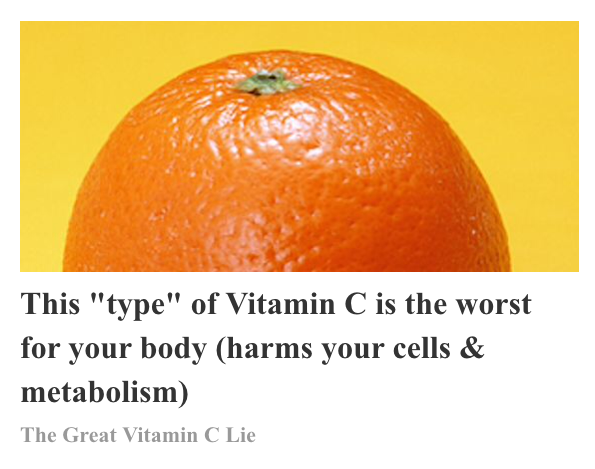 This "type" of Vitamin C is the worst
for your body (harms your cells &
metabolism)
The Great Vitamin C Lie